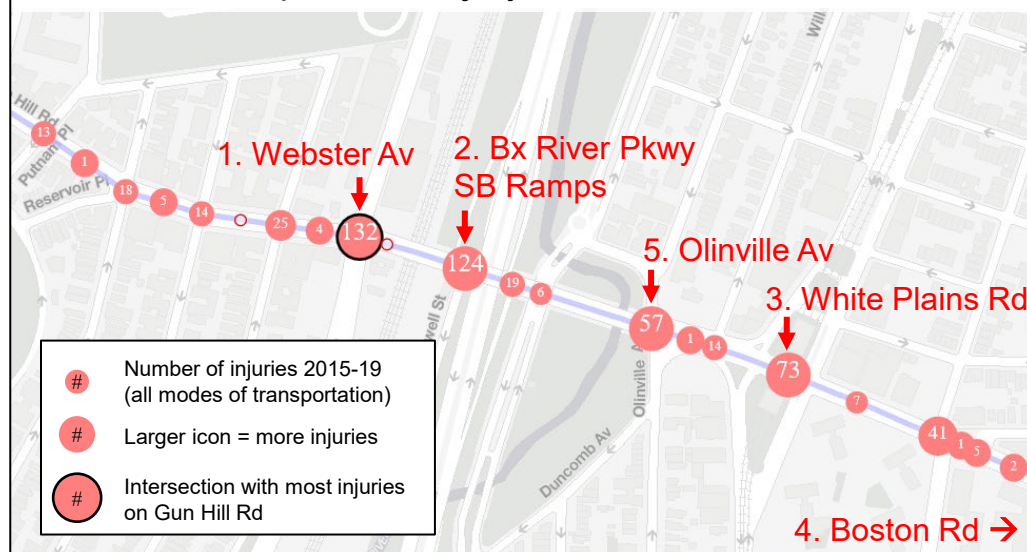 Hill Rd
Putnam Pl
Reservoir Pl
13
1
18
5
14
25
4
1. Webster Av
132
2. Bx River Pkwy
SB Ramps
124
19
6
5. Olinville Av
57
Olinville A
Duncomb Av
1
14
3. White Plains Rd
73
7
41
1
5
2
4. Boston Rd →
# Number of injuries 2015-19
(all modes of transportation)
# Larger icon = more injuries
# Intersection with most injuries
on Gun Hill Rd